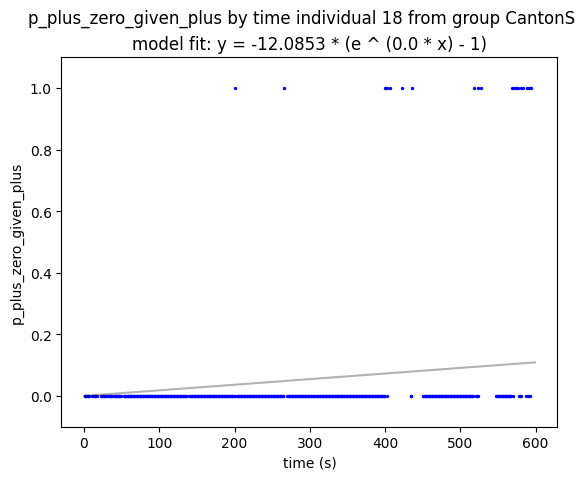 p_plus_zero_given_plus by time individual 18 from group CantonS
model fit: y = -12.0853 * (e ^ (0.0 * x) - 1)
1.0
0.8
0.6
0.4
0.2
0.0
p_plus_zero_given_plus
0 100 200 300 400 500 600
time (s)